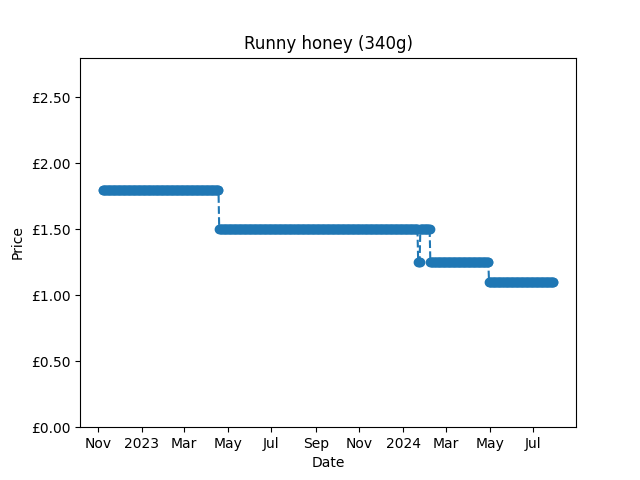 Runny honey (340g)
£2.50
£2.00
£1.50
£1.00
£0.50
£0.00
Price
Nov 2023 Mar May Jul Sep Nov 2024 Mar May Jul
Date